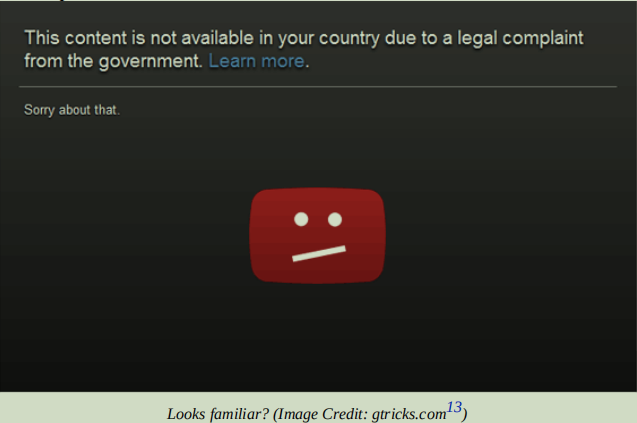 This content is not available in your country due to a legal complaint
from the government. Learn more.
Sorry about that.
Looks familiar? (Image Credit: gtricks.com13)